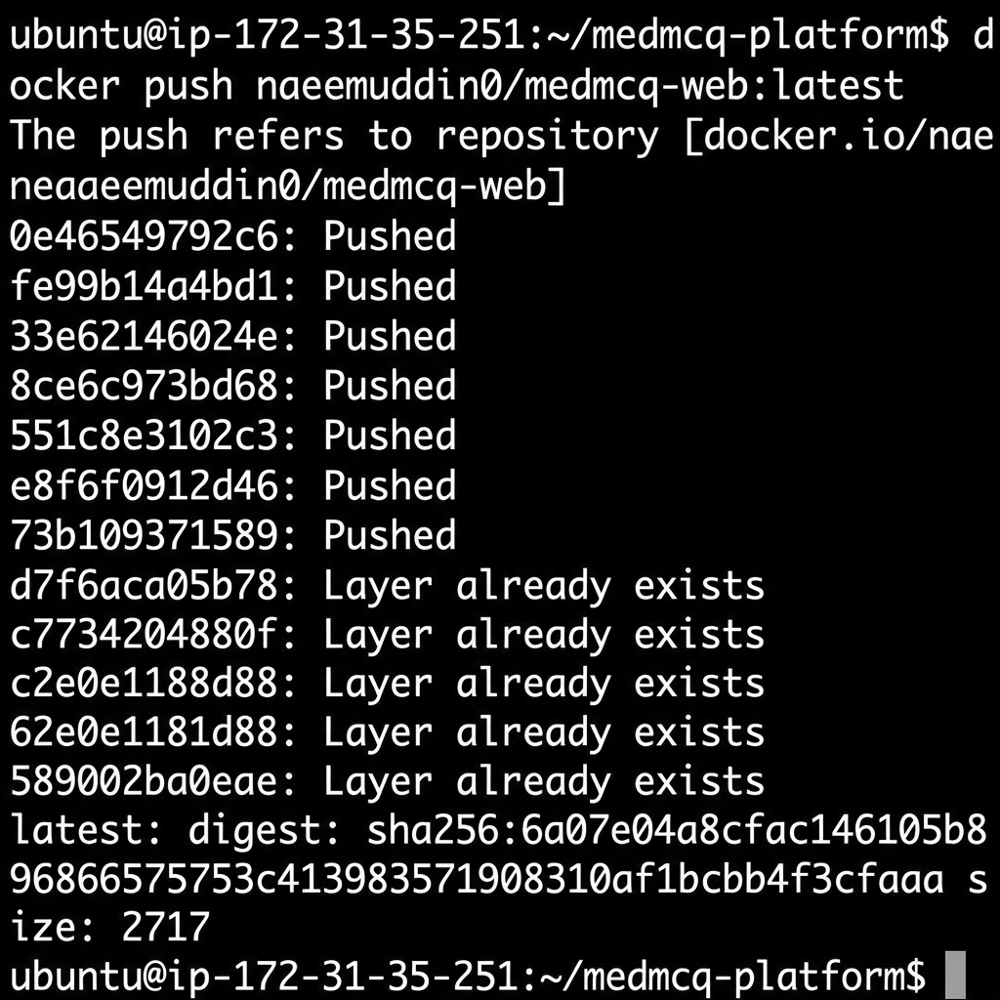 ubuntu@ip-172-31-35-251:~/medmcq-platform$ d
ocker push naeemuddin0/medmcq-web:latest
The push refers to repository [docker.io/nae
neaaeemuddin0/medmcq-web]
0e46549792c6: Pushed
fe99b14a4bd1: Pushed
33e62146024e: Pushed
8ce6c973bd68: Pushed
551c8e3102c3: Pushed
e8f6f0912d46: Pushed
73b109371589: Pushed
d7f6aca05b78: Layer already exists
c7734204880f: Layer already exists
c2e0e1188d88: Layer already exists
62e0e1181d88: Layer already exists
589002ba0eae: Layer already exists
latest: digest: sha256:6a07e04a8cfac146105b8
96866575753c413983571908310af1bcbb4f3cfaaa s
ize: 2717
ubuntu@ip-172-31-35-251:~/medmcq-platform$